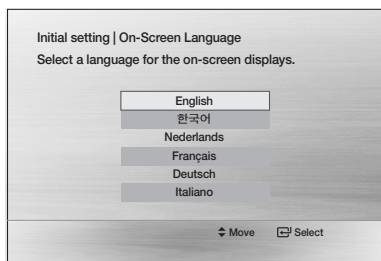 Initial setting | On-Screen Language
Select a language for the on-screen displays.
English
한국어
Nederlands
Français
Deutsch
Italiano
Move Select